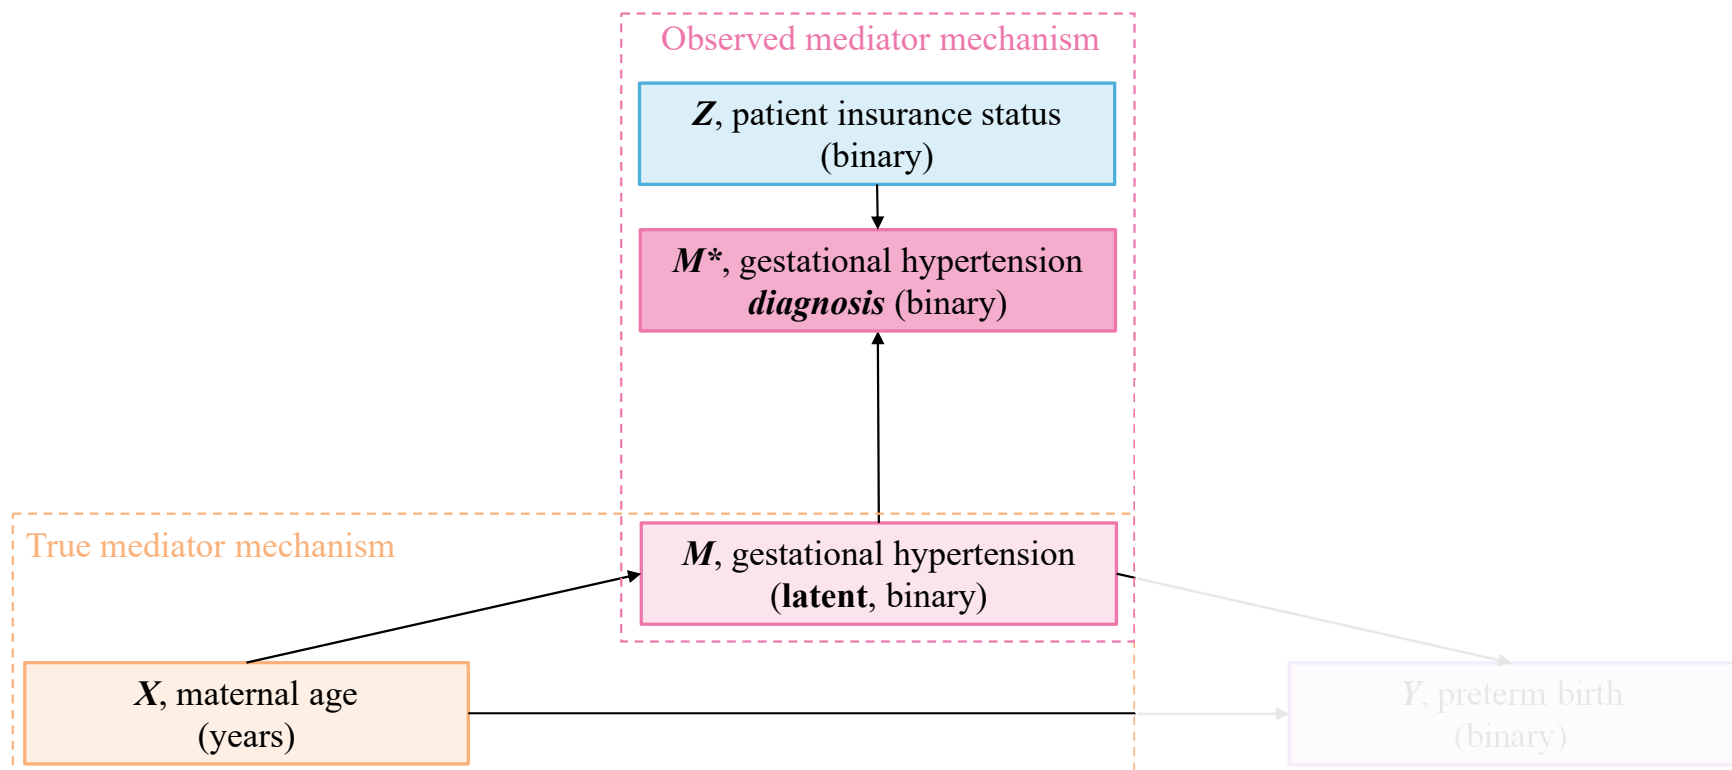 Observed mediator mechanism
Z, patient insurance status
(binary)
M*, gestational hypertension
diagnosis (binary)
True mediator mechanism
M, gestational hypertension
(latent, binary)
X, maternal age
(years)
Y, preterm birth
(binary)